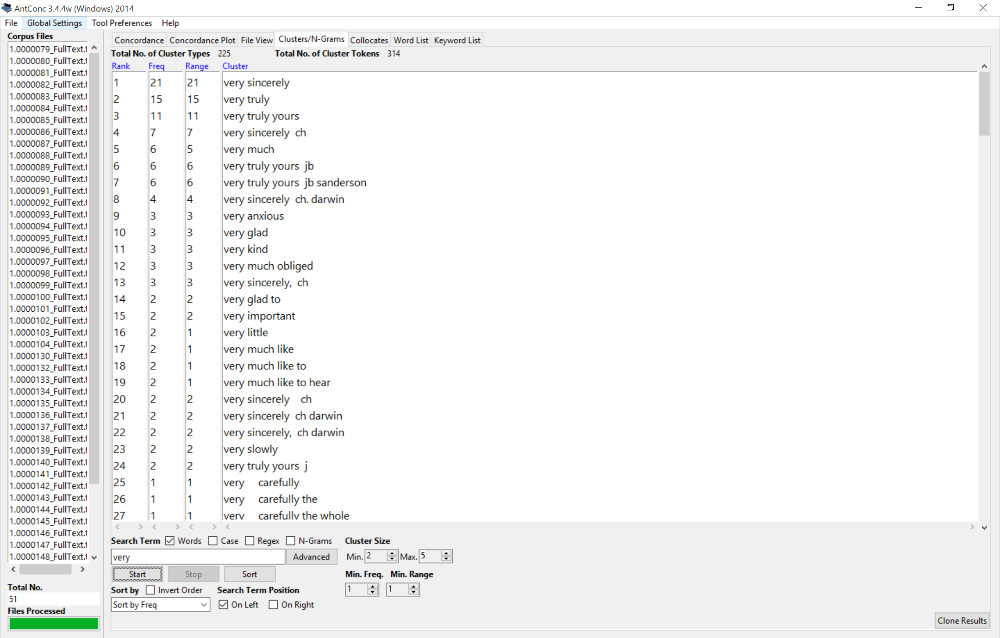 AntConc 3.4.4w (Windows) 2014
File Global Settings Tool Preferences Help
Corpus Files
1.0000079_FullText.t
1.0000080_FullText.t
1.0000081_FullText.t
1.0000082_FullText.t
1.0000083_FullText.t
1.0000084_FullText.t
1.0000085_FullText.t
1.0000086_FullText.t
1.0000087_FullText.t
1.0000088_FullText.t
1.0000089_FullText.t
1.0000090_FullText.t
1.0000091_FullText.t
1.0000092_FullText.t
1.0000093_FullText.t
1.0000094_FullText.t
1.0000095_FullText.t
1.0000096_FullText.t
1.0000097_FullText.t
1.0000098_FullText.t
1.0000099_FullText.t
1.0000100_FullText.t
1.0000101_FullText.t
1.0000102_FullText.t
1.0000103_FullText.t
1.0000104_FullText.t
1.0000130_FullText.t
1.0000132_FullText.t
1.0000133_FullText.t
1.0000134_FullText.t
1.0000135_FullText.t
1.0000136_FullText.t
1.0000137_FullText.t
1.0000138_FullText.t
1.0000139_FullText.t
1.0000140_FullText.t
1.0000141_FullText.t
1.0000142_FullText.t
1.0000143_FullText.t
1.0000144_FullText.t
1.0000145_FullText.t
1.0000146_FullText.t
1.0000147_FullText.t
1.0000148_FullText.t
Total No.
51
Files Processed
Concordance Concordance Plot File View Clusters/N-Grams Collocates Word List Keyword List
Total No. of Cluster Types 225 Total No. of Cluster Tokens 314
Rank Freq Range Cluster
1 21 21 very sincerely
2 15 15 very truly
3 11 11 very truly yours
4 7 7 very sincerely ch
5 6 5 very much
6 6 6 very truly yours jb
7 6 6 very truly yours jb sanderson
8 4 4 very sincerely ch. darwin
9 3 3 very anxious
10 3 3 very glad
11 3 3 very kind
12 3 3 very much obliged
13 3 3 very sincerely, ch
14 2 2 very glad to
15 2 2 very important
16 2 1 very little
17 2 1 very much like
18 2 1 very much like to
19 2 1 very much like to hear
20 2 2 very sincerely ch
21 2 2 very sincerely ch darwin
22 2 2 very sincerely, ch darwin
23 2 2 very slowly
24 2 2 very truly yours j
25 1 1 very carefully
26 1 1 very carefully the
27 1 1 very carefully the whole
Search Term Words Case Regex N-Grams Cluster Size
very Advanced Min. 2 Max. 5
Start Stop Sort Min. Freq. Min. Range
1 1
Sort by Invert Order Search Term Position
Sort by Freq On Left On Right
Clone Results